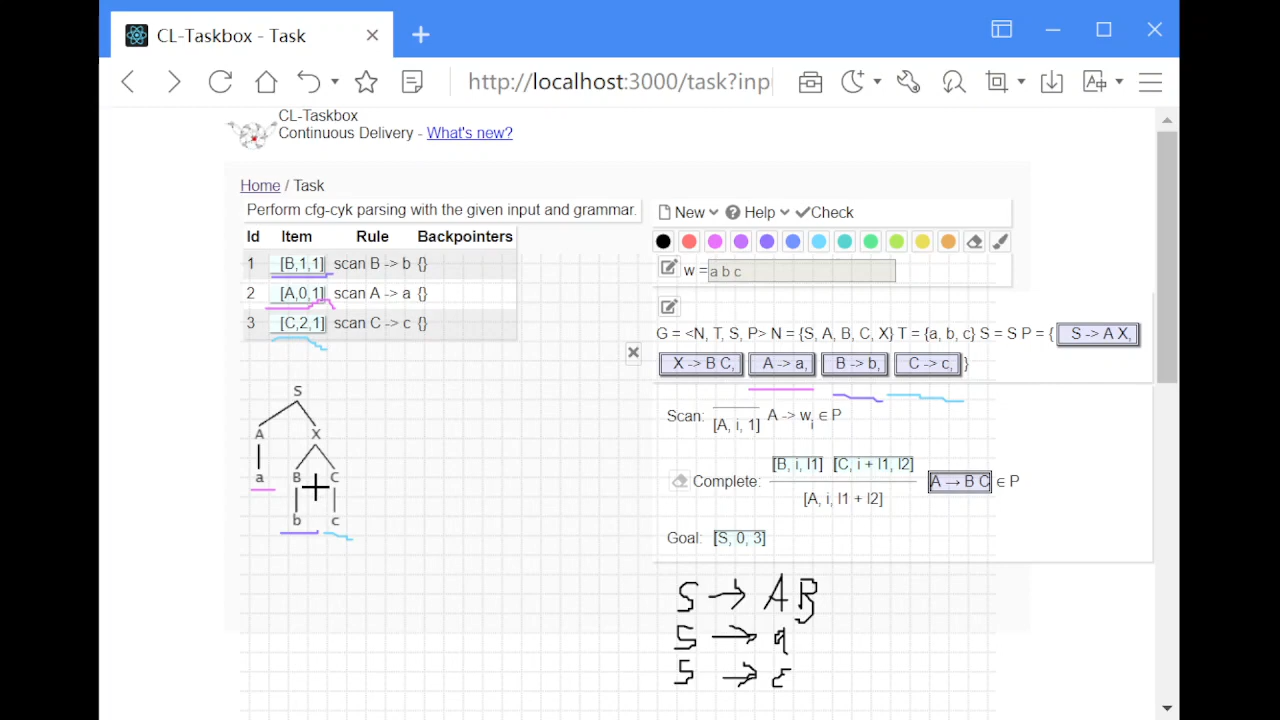 CL-Taskbox - Task
http://localhost:3000/task?inp
CL-Taskbox
Continuous Delivery - What's new?
Home / Task
Perform cfg-cyk parsing with the given input and grammar.
Id Item Rule Backpointers
1 [B,1,1] scan B -> b {}
2 [A,0,1] scan A -> a {}
3 [C,2,1] scan C -> c {}
S
A X
a B C
b c
New Help Check
w = a b c
G = <N, T, S, P> N = {S, A, B, C, X} T = {a, b, c} S = S P = { S -> A X,
X -> B C, A -> a, B -> b, C -> c, }
Scan: [A, i, 1] A -> w i ∈ P
[B, i, l1] [C, i + l1, l2]
Complete: A → B C ∈ P
[A, i, l1 + l2]
Goal: [S, 0, 3]
S → A B
S → a
S →